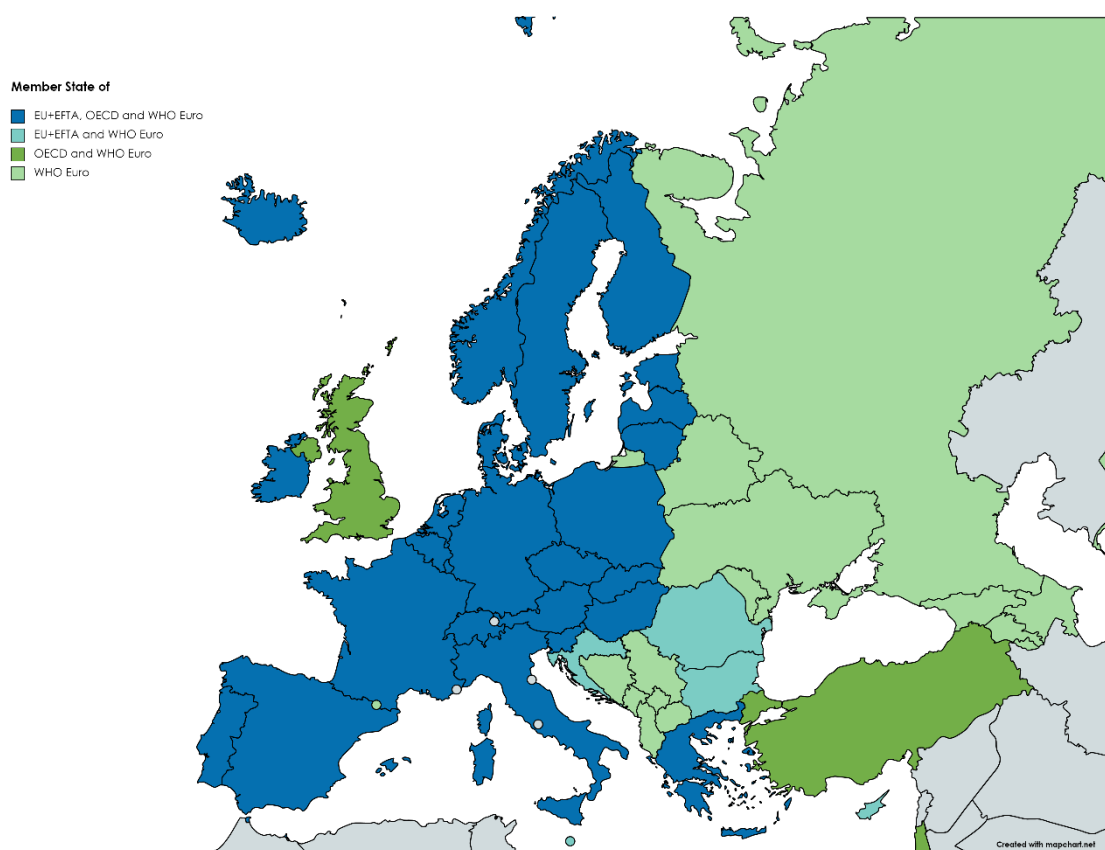 Member State of
EU+EFTA, OECD and WHO Euro
EU+EFTA and WHO Euro
OECD and WHO Euro
WHO Euro
Created with mapchart.net